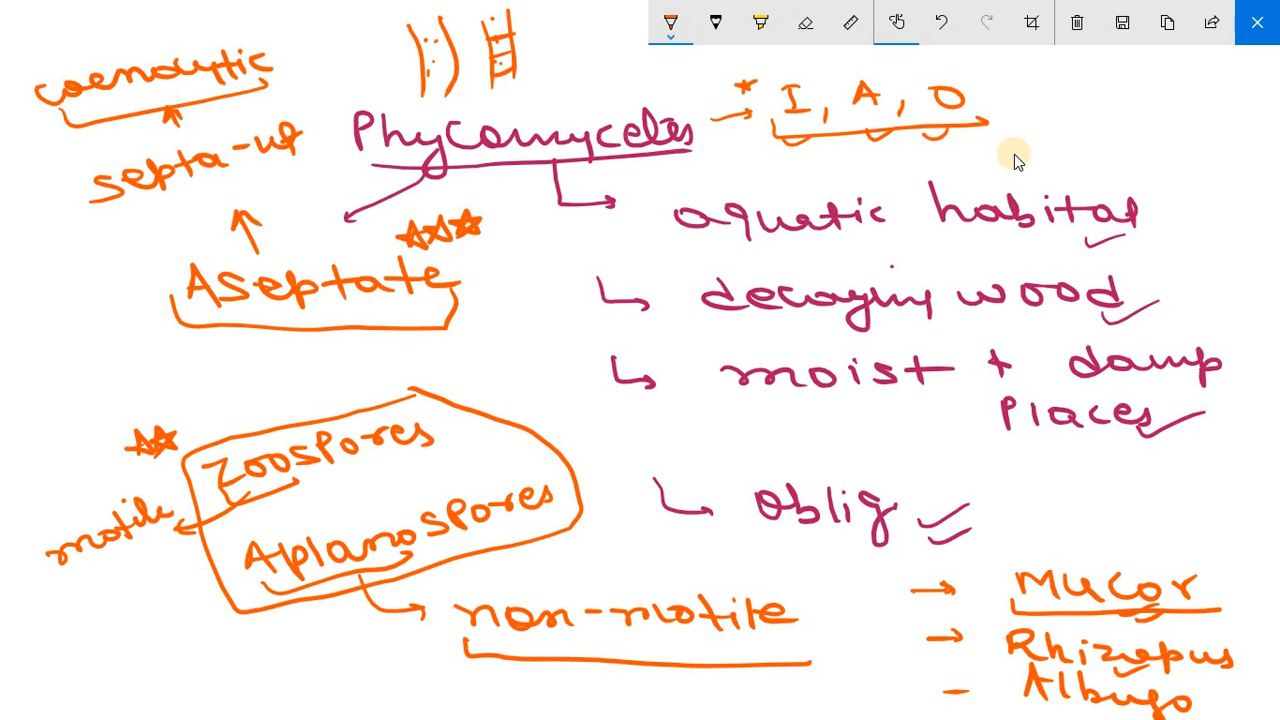 coenocytic
septa-नहीं
Phycomycetes
* I, A, O
Aseptate
aquatic habitat
decaying wood
moist + damp
Places
Zoospores
motile
Aplanospores
non-motile
Oblig
Mucor
Rhizopus
Albugo